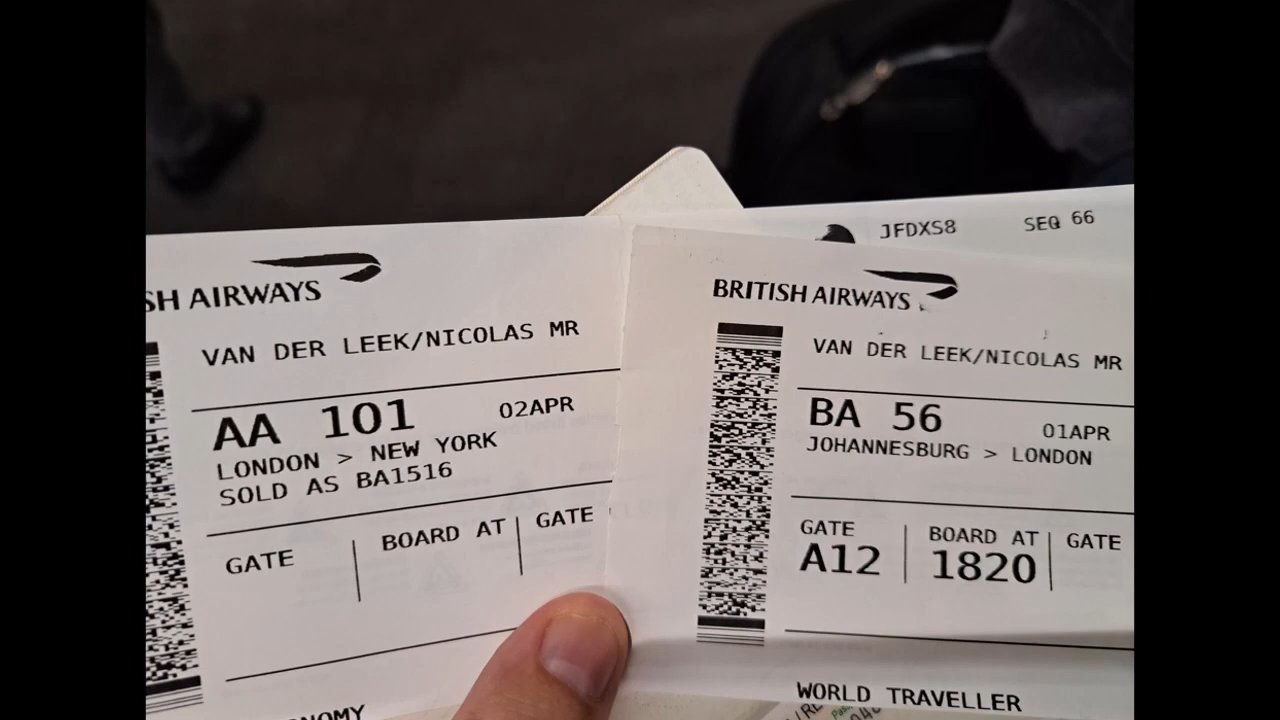 SH AIRWAYS
VAN DER LEEK/NICOLAS MR
AA 101 02APR
LONDON > NEW YORK
SOLD AS BA1516
GATE BOARD AT GATE
NOMY
JFDXS8 SEQ 66
BRITISH AIRWAYS
VAN DER LEEK/NICOLAS MR
BA 56 01APR
JOHANNESBURG > LONDON
GATE BOARD AT GATE
A12 1820
WORLD TRAVELLER